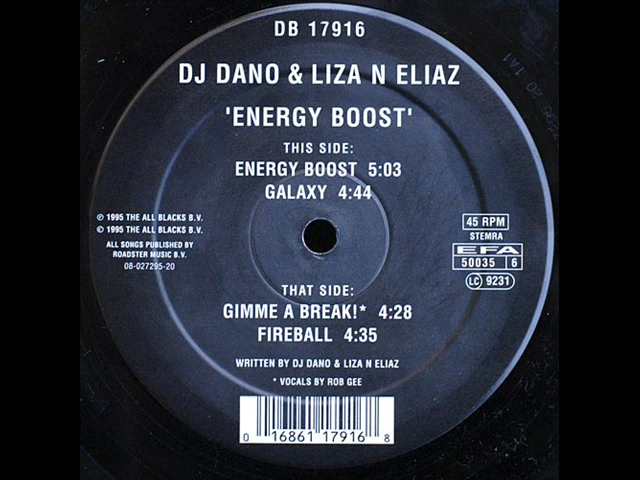 DB 17916
DJ DANO & LIZA N ELIAZ
'ENERGY BOOST'
THIS SIDE:
ENERGY BOOST 5:03
GALAXY 4:44
℗ 1995 THE ALL BLACKS B.V.
© 1995 THE ALL BLACKS B.V.
ALL SONGS PUBLISHED BY
ROADSTER MUSIC B.V.
08-027295-20
45 RPM
STEMRA
EFA
50035 6
LC 9231
THAT SIDE:
GIMME A BREAK!* 4:28
FIREBALL 4:35
WRITTEN BY DJ DANO & LIZA N ELIAZ
* VOCALS BY ROB GEE
0 16861 17916 8